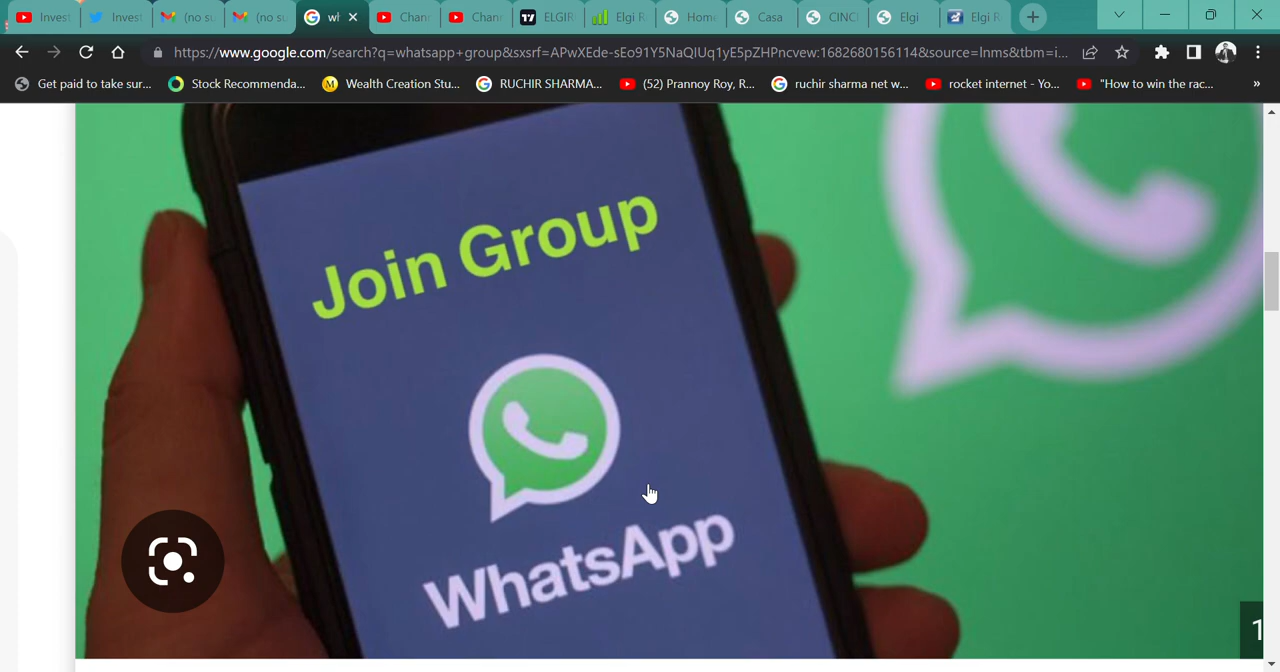 Invest
Invest
(no su
(no su
wh
Chann
Chann
ELGIR
Elgi R
Home
Casa
CINC
Elgi
Elgi R
https://www.google.com/search?q=whatsapp+group&sxsrf=APwXEde-sEo91Y5NaQIUq1yE5pZHPncvew:1682680156114&source=lnms&tbm=i...
Get paid to take sur...
Stock Recommenda...
Wealth Creation Stu...
RUCHIR SHARMA...
(52) Prannoy Roy, R...
ruchir sharma net w...
rocket internet - Yo...
"How to win the rac...
»
Join Group
WhatsApp
1